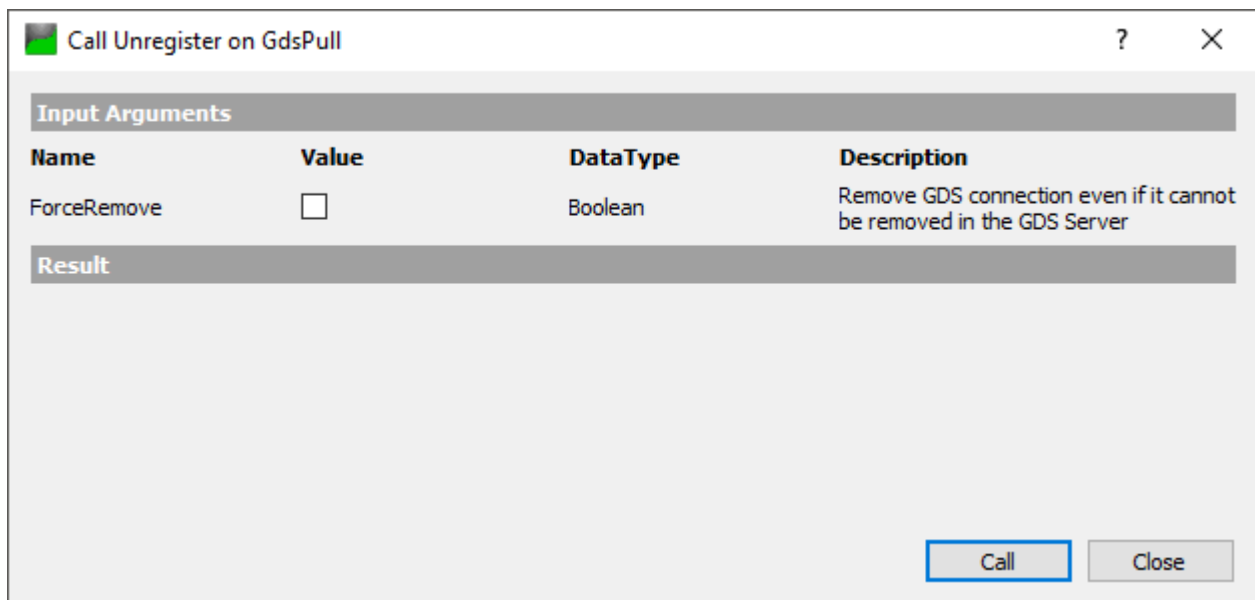 Call Unregister on GdsPull ?
Input Arguments
Name Value DataType Description
ForceRemove Boolean Remove GDS connection even if it cannot
be removed in the GDS Server
Result
Call Close